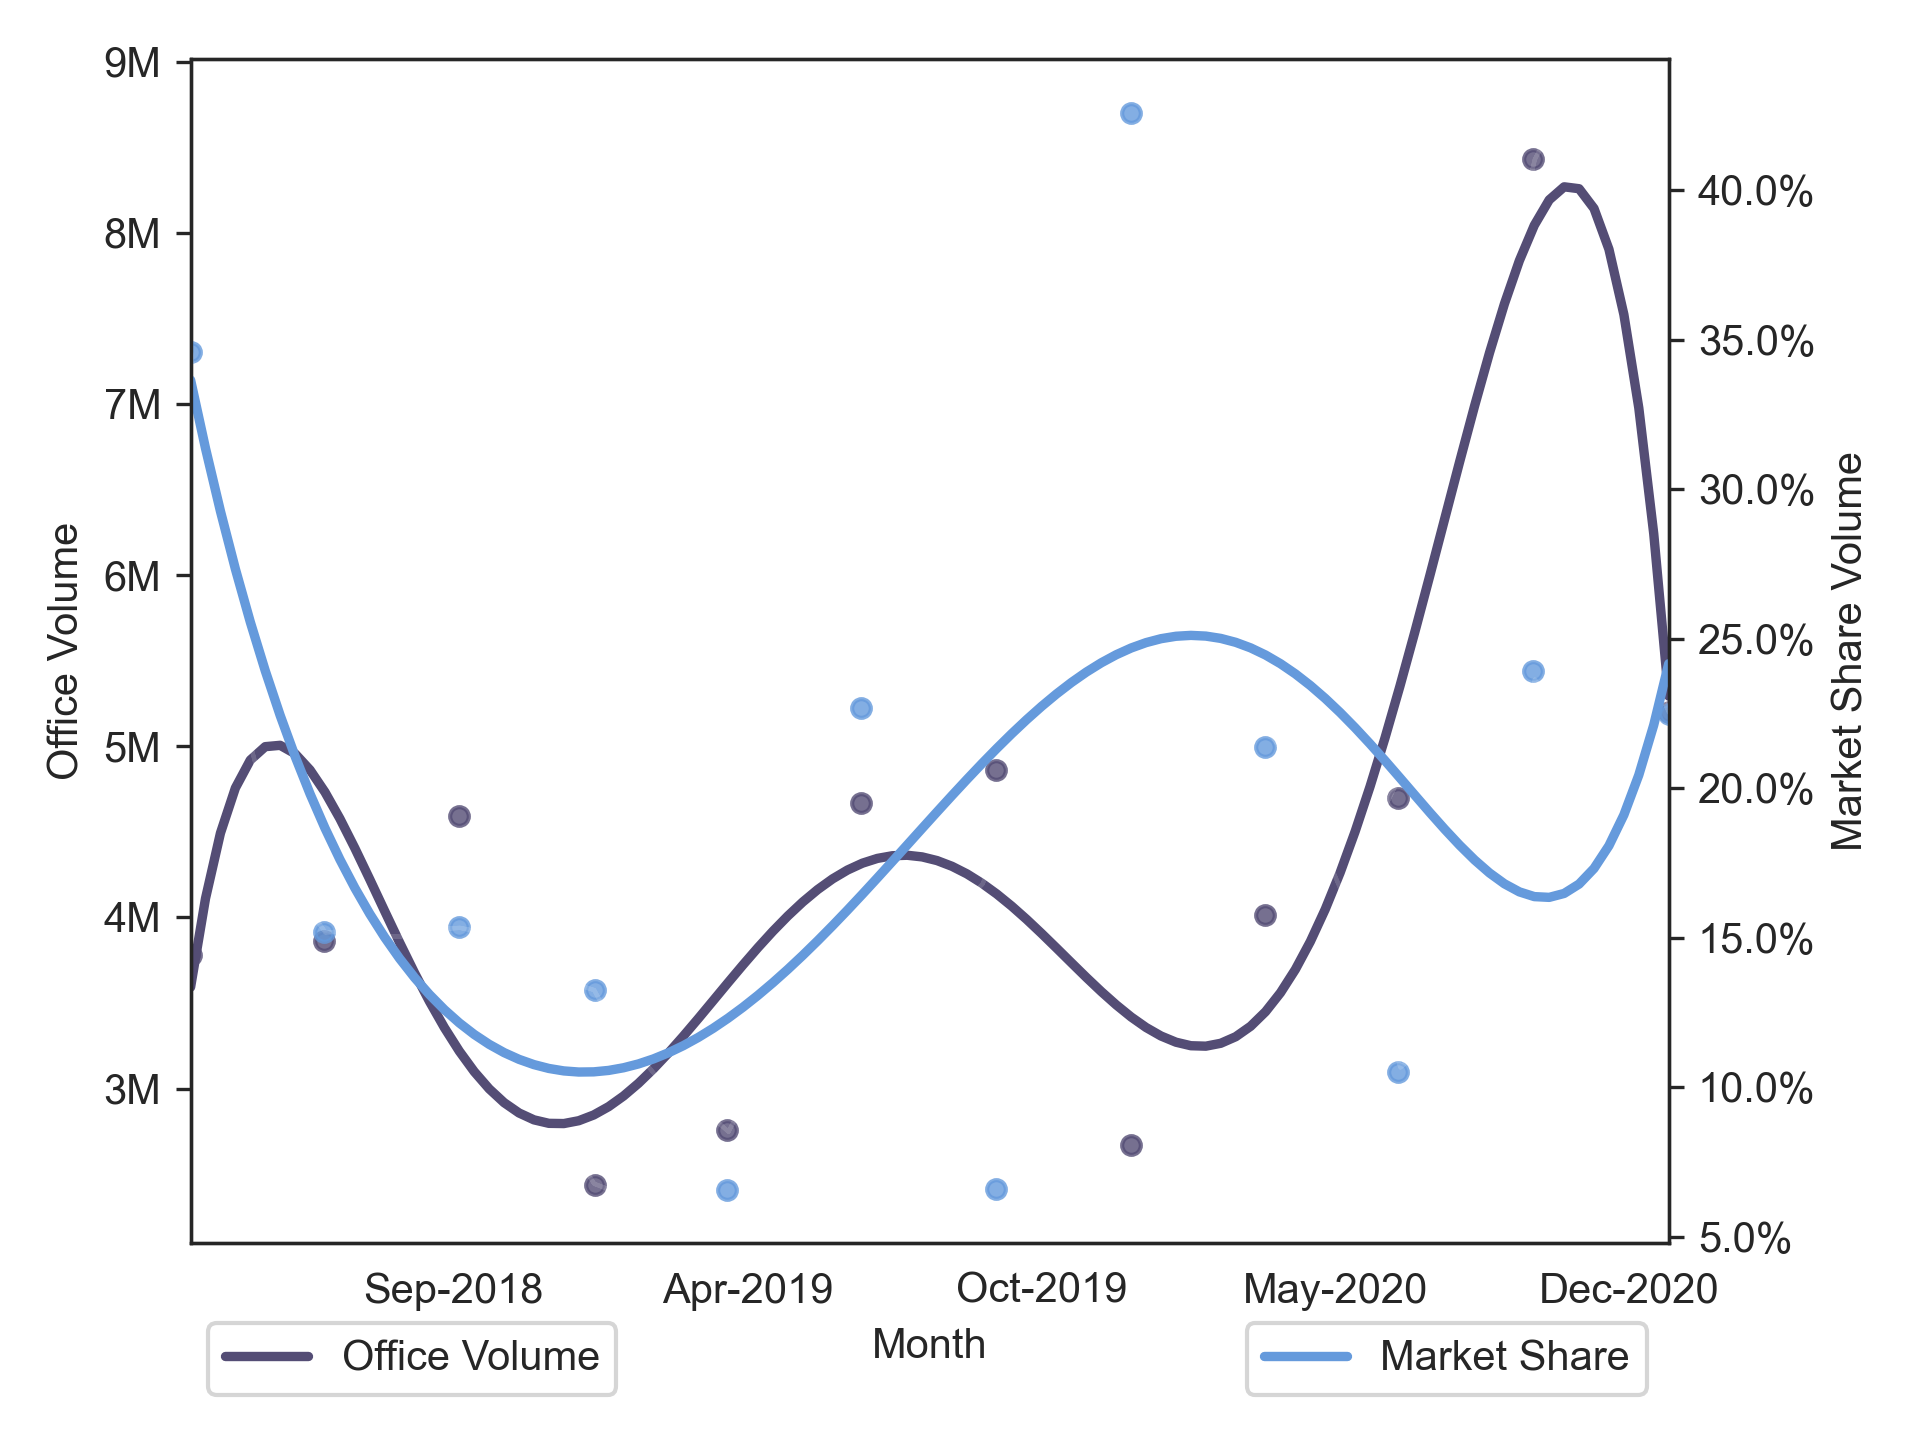 9M
8M
7M
6M
5M
4M
3M
Office Volume
40.0%
35.0%
30.0%
25.0%
20.0%
15.0%
10.0%
5.0%
Market Share Volume
Sep-2018 Apr-2019 Oct-2019 May-2020 Dec-2020
Month
Office Volume
Market Share